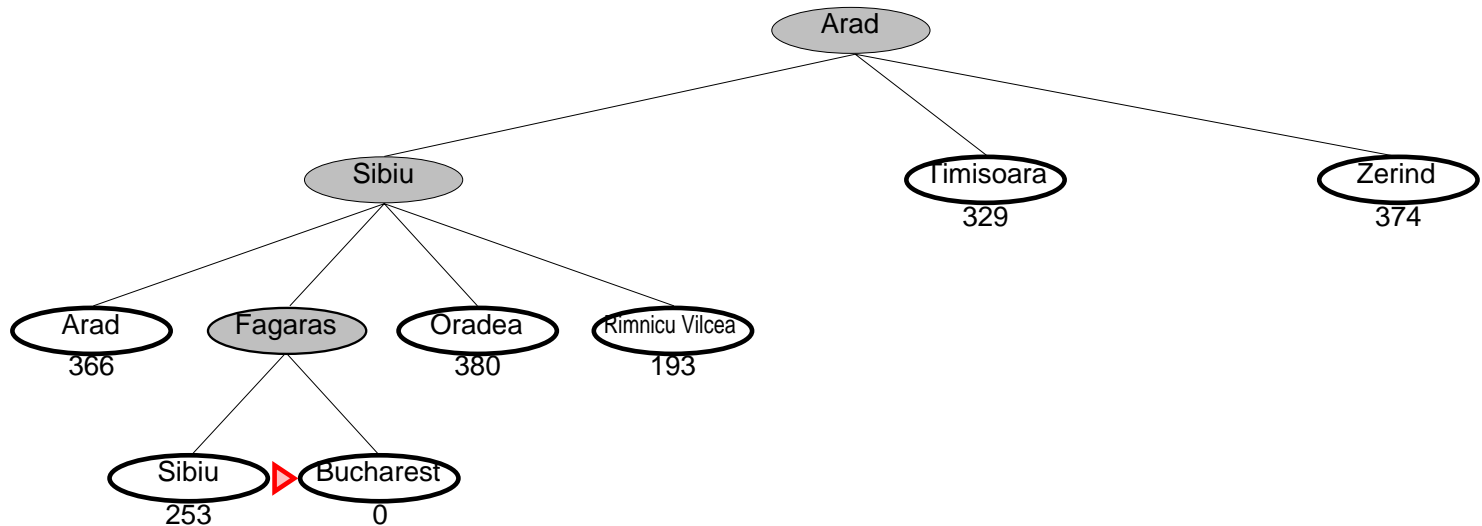 Arad
Sibiu
Timisoara
Zerind
329
374
Arad
Fagaras
Oradea
Rimnicu Vilcea
366
380
193
Sibiu
Bucharest
253
0